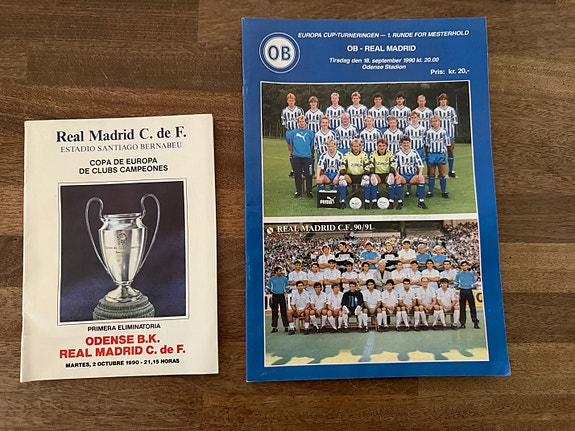 Real Madrid C. de F.
ESTADIO SANTIAGO BERNABEU
COPA DE EUROPA
DE CLUBS CAMPEONES
PRIMERA ELIMINATORIA
ODENSE B.K.
REAL MADRID C. de F.
MARTES, 2 OCTUBRE 1990 - 21,15 HORAS
OB
EUROPA CUP-TURNERINGEN — 1. RUNDE FOR MESTERHOLD
OB - REAL MADRID
Tirsdag den 18. september 1990 kl. 20.00
Odense Stadion
Pris: kr. 20,-
REAL MADRID C.F. 90/91